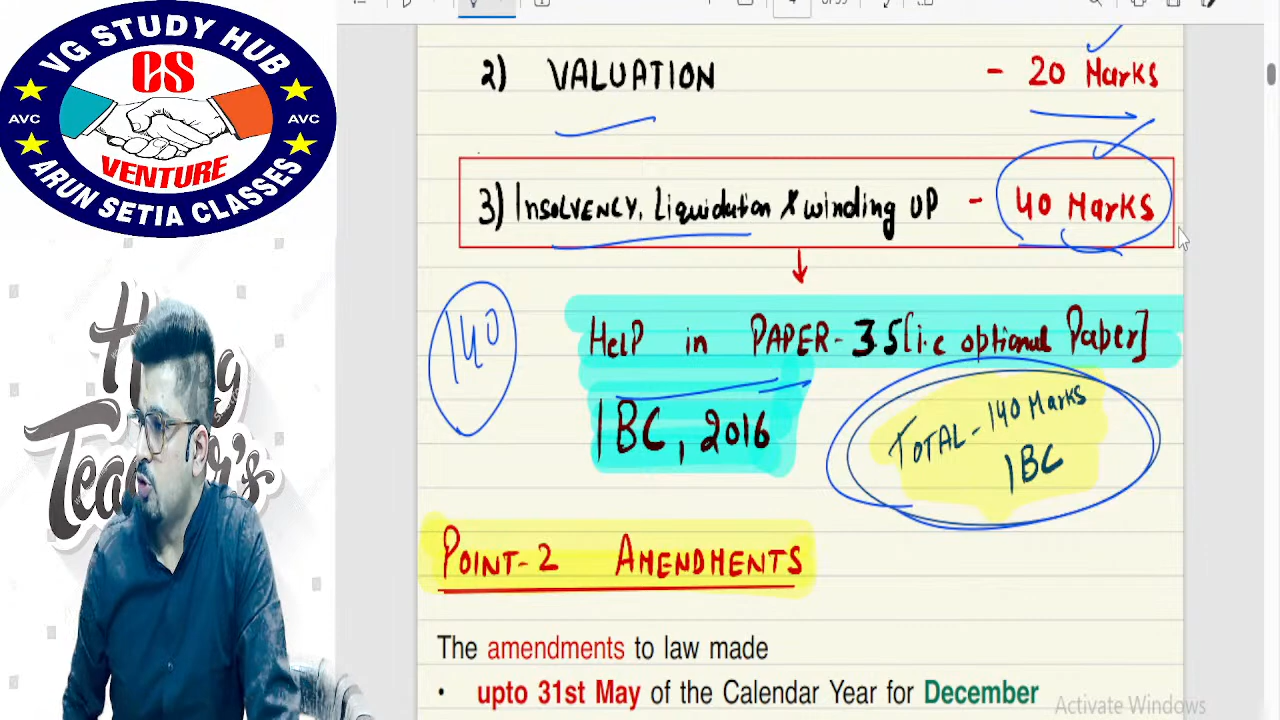 VG STUDY HUB
CS
AVC
AVC
VENTURE
ARUN SETIA CLASSES
2) VALUATION - 20 Marks
3) INSOLVENCY, Liquidation & winding UP - 40 Marks
140
HELP in PAPER-3.5[i.e optional Paper]
IBC, 2016
TOTAL - 140 Marks
IBC
POINT-2 AMENDMENTS
The amendments to law made
• upto 31st May of the Calendar Year for December
Activate Windows